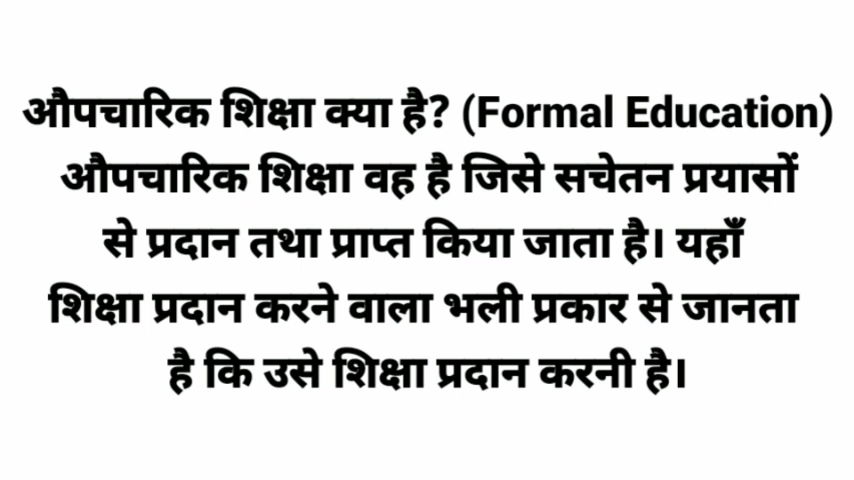 औपचारिक शिक्षा क्या है? (Formal Education)
औपचारिक शिक्षा वह है जिसे सचेतन प्रयासों
से प्रदान तथा प्राप्त किया जाता है। यहाँ
शिक्षा प्रदान करने वाला भली प्रकार से जानता
है कि उसे शिक्षा प्रदान करनी है।